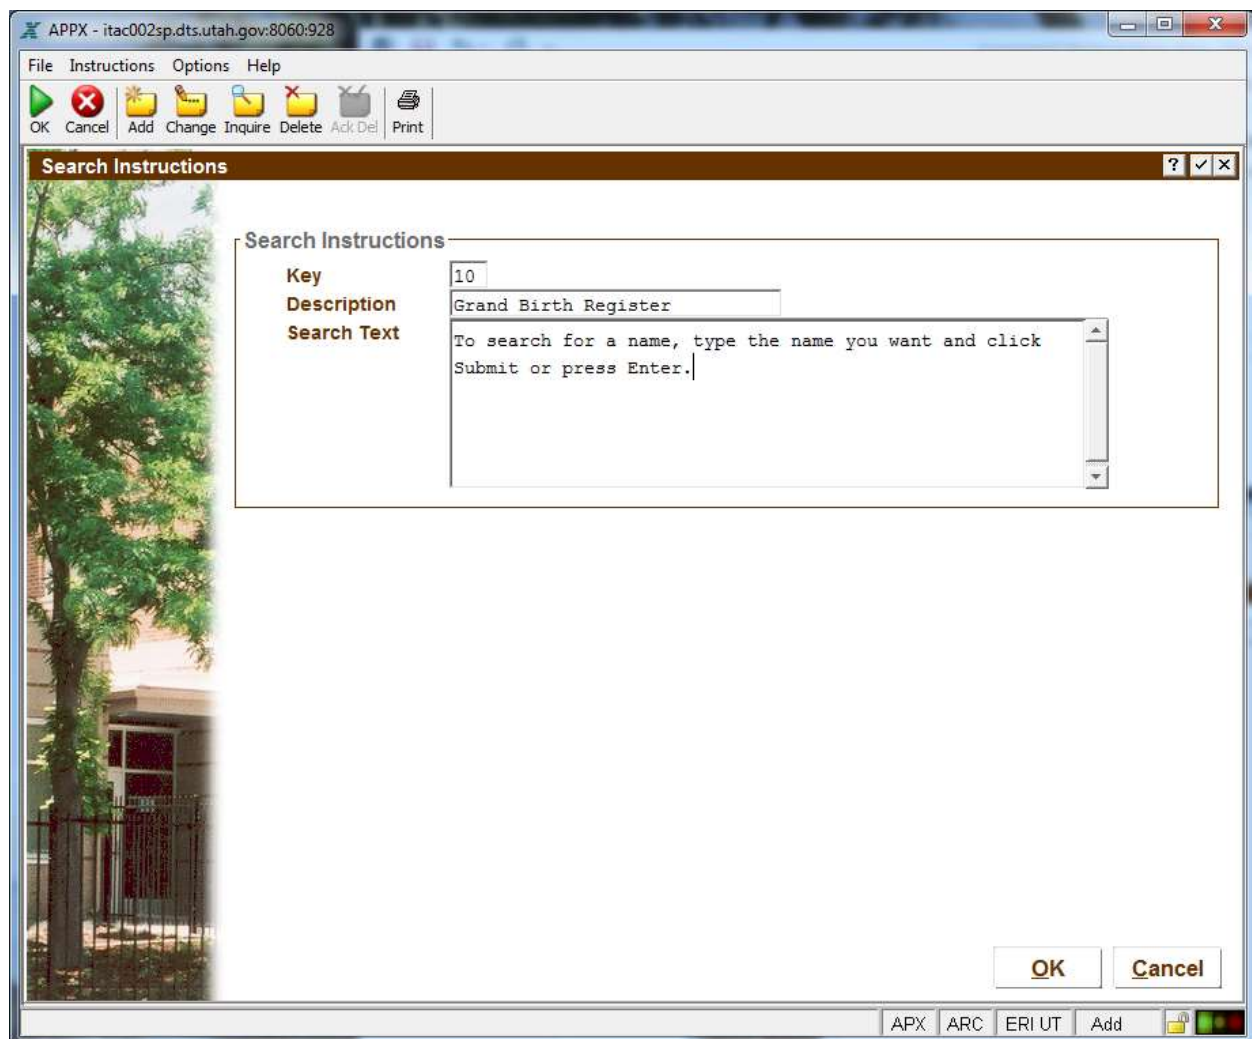 APPX - itac002sp.dts.utah.gov:8060:928
File Instructions Options Help
OK Cancel Add Change Inquire Delete Ack Del Print
Search Instructions
Search Instructions
Key 10
Description Grand Birth Register
Search Text To search for a name, type the name you want and click
Submit or press Enter.
OK Cancel
APX ARC ERI UT Add